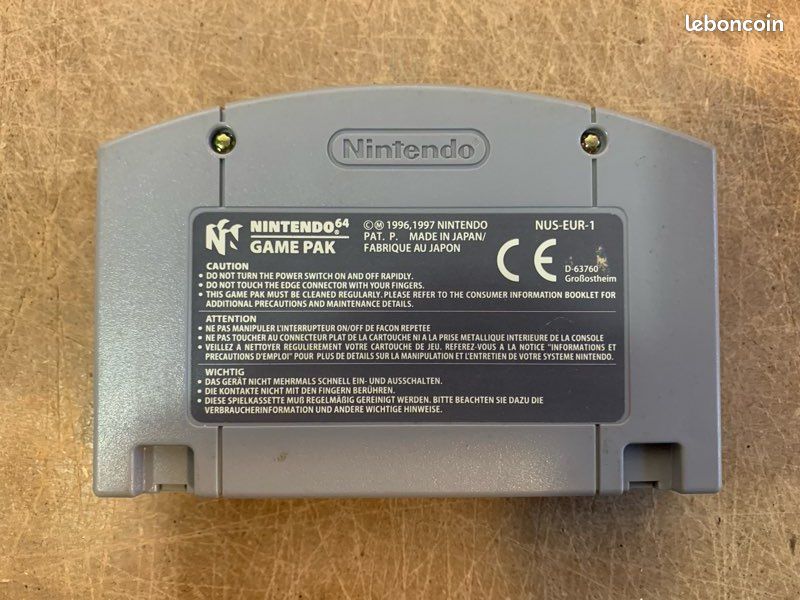 leboncoin
Nintendo
NINTENDO 64
GAME PAK
©Ⓜ 1996,1997 NINTENDO
PAT. P. MADE IN JAPAN/
FABRIQUE AU JAPON
NUS-EUR-1
CE
D-63760
Großostheim
CAUTION
• DO NOT TURN THE POWER SWITCH ON AND OFF RAPIDLY.
• DO NOT TOUCH THE EDGE CONNECTOR WITH YOUR FINGERS.
• THIS GAME PAK MUST BE CLEANED REGULARLY. PLEASE REFER TO THE CONSUMER INFORMATION BOOKLET FOR
ADDITIONAL PRECAUTIONS AND MAINTENANCE DETAILS.
ATTENTION
• NE PAS MANIPULER L'INTERRUPTEUR ON/OFF DE FACON REPETEE
• NE PAS TOUCHER AU CONNECTEUR PLAT DE LA CARTOUCHE NI A LA PRISE METALLIQUE INTERIEURE DE LA CONSOLE
• VEILLEZ A NETTOYER REGULIEREMENT VOTRE CARTOUCHE DE JEU. REFEREZ-VOUS A LA NOTICE "INFORMATIONS ET
PRECAUTIONS D'EMPLOI" POUR PLUS DE DETAILS SUR LA MANIPULATION ET L'ENTRETIEN DE VOTRE SYSTEME NINTENDO.
WICHTIG
• DAS GERÄT NICHT MEHRMALS SCHNELL EIN- UND AUSSCHALTEN.
• DIE KONTAKTE NICHT MIT DEN FINGERN BERÜHREN.
• DIESE SPIELKASSETTE MUß REGELMÄßIG GEREINIGT WERDEN. BITTE BEACHTEN SIE DAZU DIE
VERBRAUCHERINFORMATION UND ANDERE WICHTIGE HINWEISE.